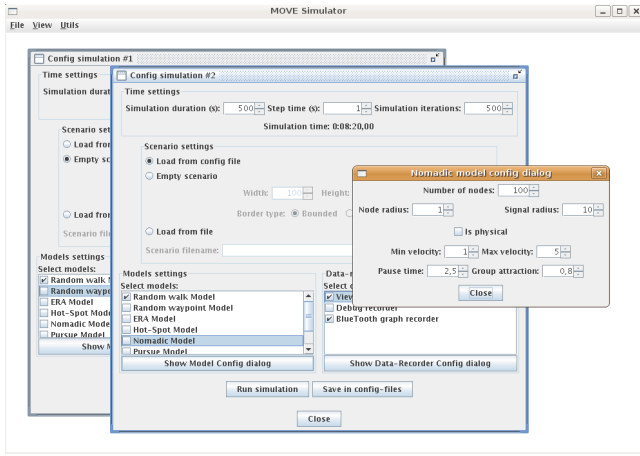 MOVE Simulator
File View Utils
Config simulation #1
Time settings
Simulation durat
Scenario set
Load from
Empty sc
Load from
Scenario file
Models settings
Select models:
Random walk M
Random waypo
ERA Model
Hot-Spot Mode
Nomadic Mode
Pursue Model
Show M
Config simulation #2
Time settings
Simulation duration (s): 500 Step time (s): 1 Simulation iterations: 500
Simulation time: 0:08:20,00
Scenario settings
Load from config file
Empty scenario
Width: 100 Height:
Border type: Bounded
Load from file
Scenario filename:
Models settings
Select models:
Random walk Model
Random waypoint Model
ERA Model
Hot-Spot Model
Nomadic Model
Pursue Model
Show Model Config dialog
Data-r
Select d
View
Debug recorder
BlueTooth graph recorder
Show Data-Recorder Config dialog
Run simulation Save in config-files
Close
Nomadic model config dialog
Number of nodes: 100
Node radius: 1 Signal radius: 10
Is physical
Min velocity: 1 Max velocity: 5
Pause time: 2,5 Group attraction: 0,8
Close